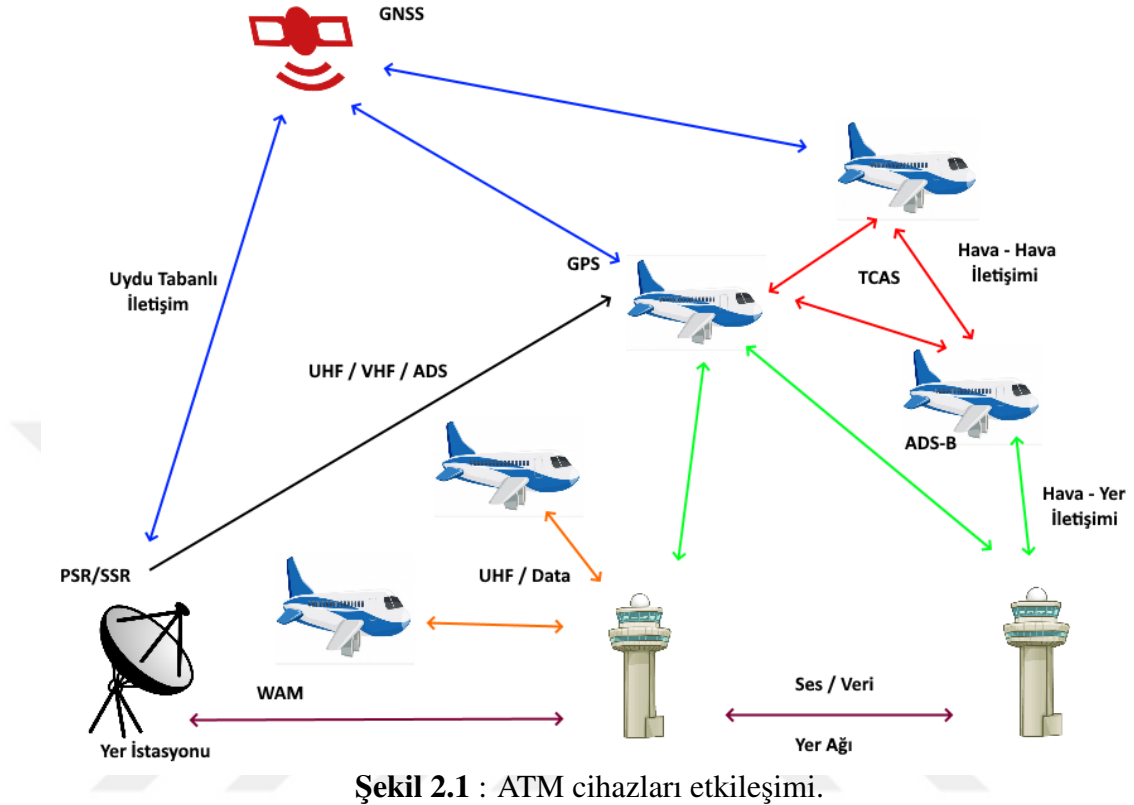 GNSS
Uydu Tabanlı
İletişim
GPS
TCAS
Hava - Hava
İletişimi
UHF / VHF / ADS
ADS-B
Hava - Yer
İletişimi
PSR/SSR
UHF / Data
WAM
Ses / Veri
Yer Ağı
Yer İstasyonu
Şekil 2.1 : ATM cihazları etkileşimi.